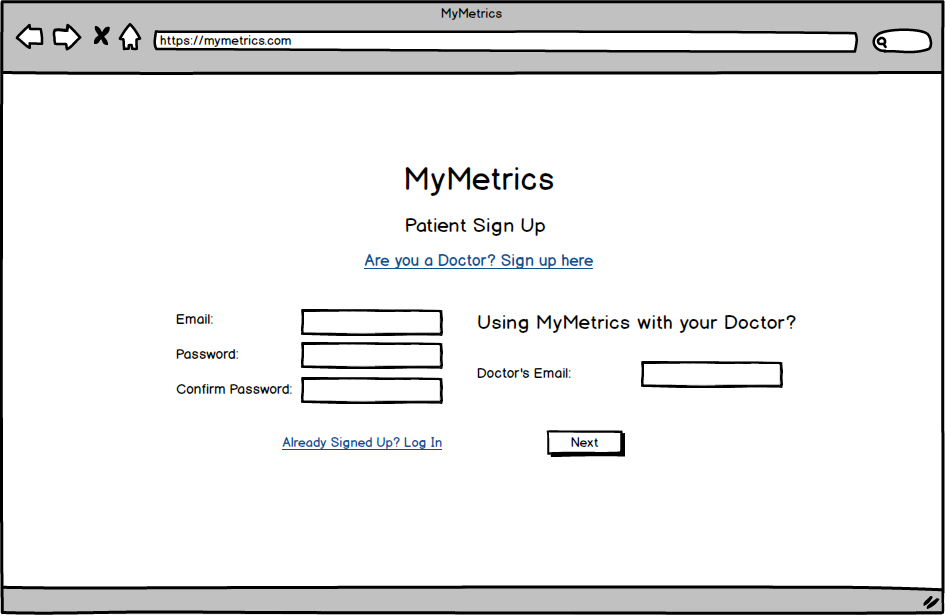 MyMetrics
https://mymetrics.com
MyMetrics
Patient Sign Up
Are you a Doctor? Sign up here
Email:
Password:
Confirm Password:
Using MyMetrics with your Doctor?
Doctor's Email:
Already Signed Up? Log In
Next